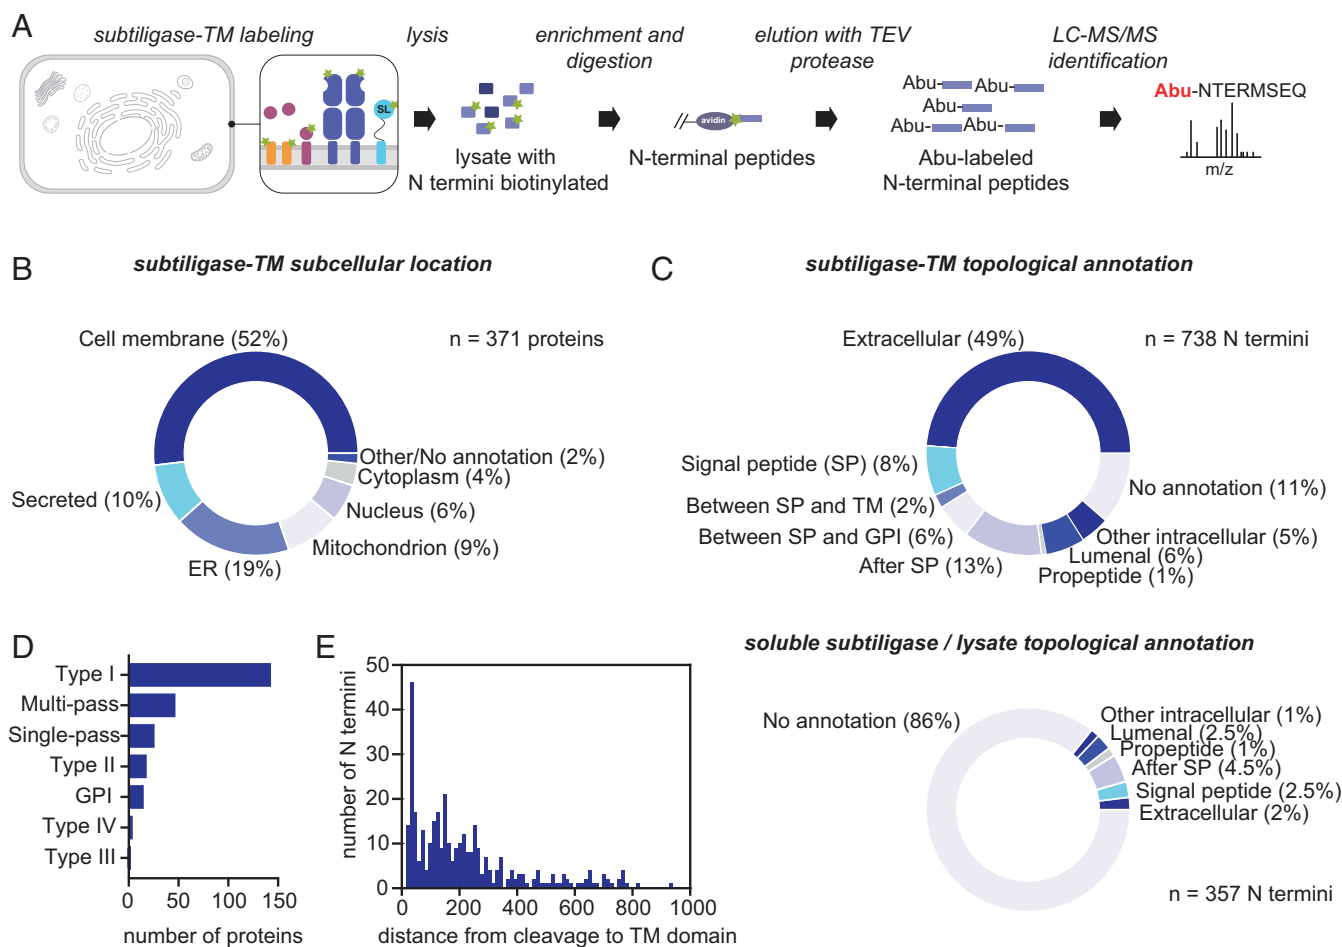 A
subtiligase-TM labeling
lysis
enrichment and
digestion
elution with TEV
protease
LC-MS/MS
identification
SL
avidin
Abu-
Abu-
Abu-
Abu-
Abu-
Abu-NTERMSEQ
m/z
lysate with
N termini biotinylated
N-terminal peptides
Abu-labeled
N-terminal peptides
B
subtiligase-TM subcellular location
Cell membrane (52%)
n = 371 proteins
Other/No annotation (2%)
Cytoplasm (4%)
Nucleus (6%)
Mitochondrion (9%)
ER (19%)
Secreted (10%)
C
subtiligase-TM topological annotation
Extracellular (49%)
n = 738 N termini
Signal peptide (SP) (8%)
Between SP and TM (2%)
Between SP and GPI (6%)
After SP (13%)
Propeptide (1%)
Lumenal (6%)
Other intracellular (5%)
No annotation (11%)
soluble subtiligase / lysate topological annotation
No annotation (86%)
Other intracellular (1%)
Lumenal (2.5%)
Propeptide (1%)
After SP (4.5%)
Signal peptide (2.5%)
Extracellular (2%)
n = 357 N termini
D
Type I
Multi-pass
Single-pass
Type II
GPI
Type IV
Type III
0 50 100 150
number of proteins
E
number of N termini
50
40
30
20
10
0
0 200 400 600 800 1000
distance from cleavage to TM domain